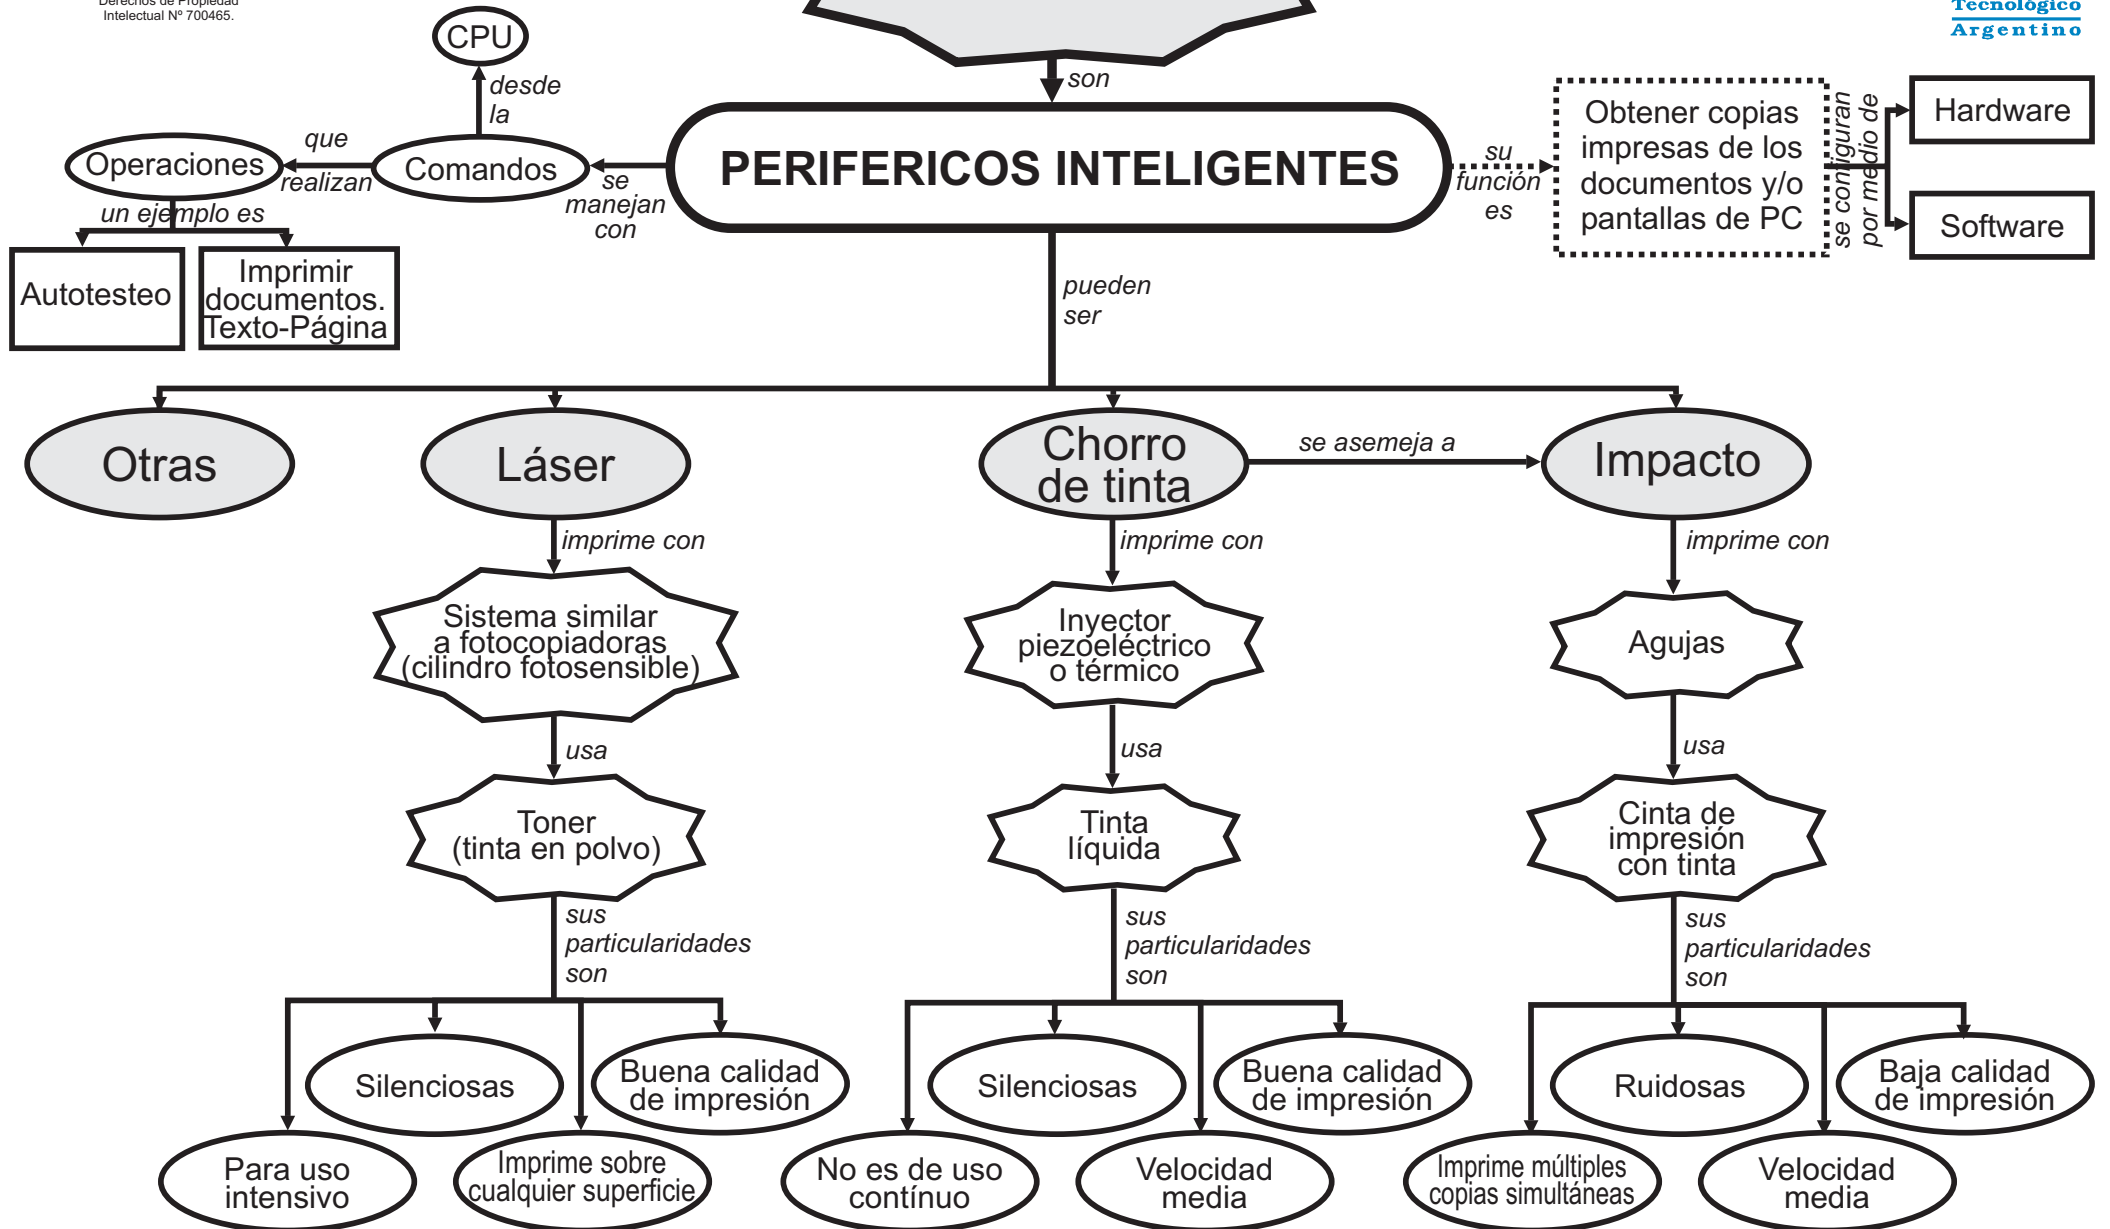 Derechos de Propiedad
Intelectual Nº 700465.
Tecnológico
Argentino
CPU
desde
la
son
Operaciones
que
realizan
Comandos
se
manejan
con
PERIFERICOS INTELIGENTES
su
función
es
Obtener copias
impresas de los
documentos y/o
pantallas de PC
se configuran
por medio de
Hardware
Software
un ejemplo es
Autotesteo
Imprimir
documentos.
Texto-Página
pueden
ser
Otras
Láser
Chorro
de tinta
se asemeja a
Impacto
imprime con
imprime con
imprime con
Sistema similar
a fotocopiadoras
(cilindro fotosensible)
Inyector
piezoeléctrico
o térmico
Agujas
usa
usa
usa
Toner
(tinta en polvo)
Tinta
líquida
Cinta de
impresión
con tinta
sus
particularidades
son
sus
particularidades
son
sus
particularidades
son
Silenciosas
Buena calidad
de impresión
Silenciosas
Buena calidad
de impresión
Ruidosas
Baja calidad
de impresión
Para uso
intensivo
Imprime sobre
cualquier superficie
No es de uso
contínuo
Velocidad
media
Imprime múltiples
copias simultáneas
Velocidad
media